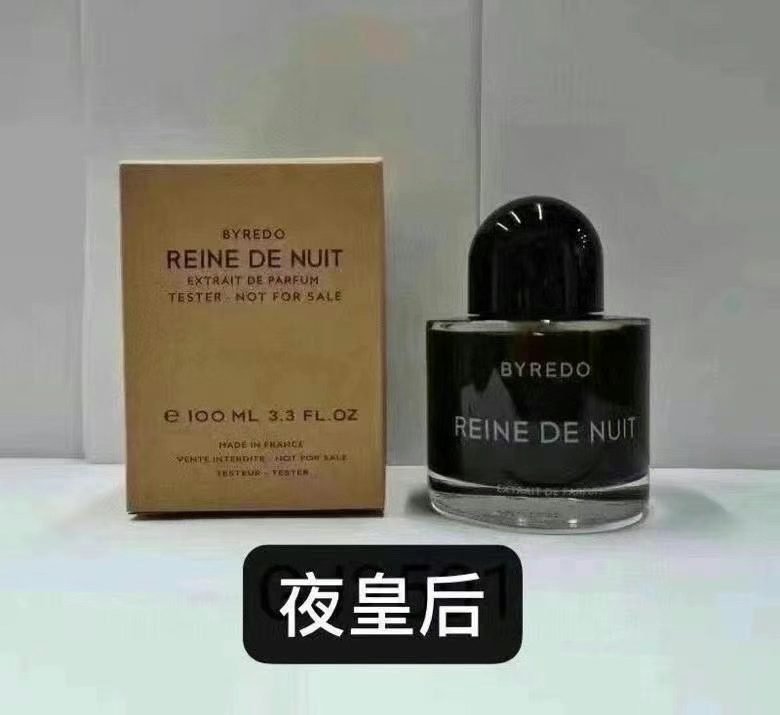 BYREDO
REINE DE NUIT
EXTRAIT DE PARFUM
TESTER - NOT FOR SALE
℮ 100 ML 3.3 FL.OZ
MADE IN FRANCE
VENTE INTERDITE - NOT FOR SALE
TESTEUR - TESTER
BYREDO
REINE DE NUIT
EXTRAIT DE PARFUM
夜皇后